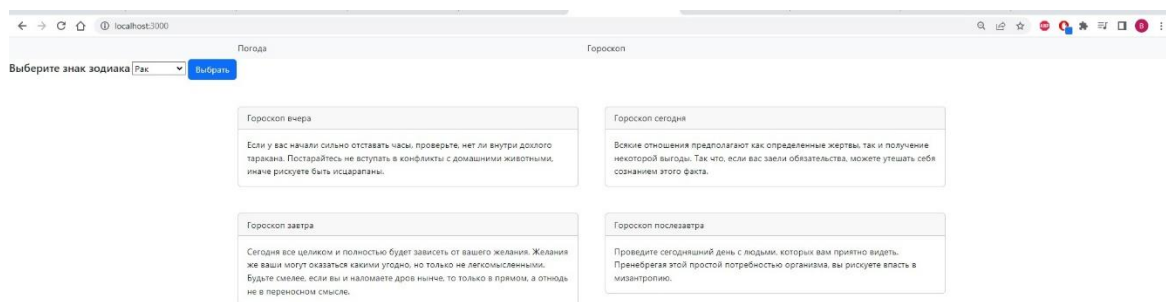 localhost:3000
Погода
Гороскоп
Выберите знак зодиака Рак Выбрать
Гороскоп вчера
Если у вас начали сильно отставать часы, проверьте, нет ли внутри дохлого
таракана. Постарайтесь не вступать в конфликты с домашними животными,
иначе рискуете быть исцарапаны.
Гороскоп сегодня
Всякие отношения предполагают как определенные жертвы, так и получение
некоторой выгоды. Так что, если вас заели обязательства, можете утешать себя
сознанием этого факта.
Гороскоп завтра
Сегодня все целиком и полностью будет зависеть от вашего желания. Желания
же ваши могут оказаться какими угодно, но только не легкомысленными.
Будьте смелее, если вы и наломаете дров нынче, то только в прямом, а отнюдь
не в переносном смысле.
Гороскоп послезавтра
Проведите сегодняшний день с людьми, которых вам приятно видеть.
Пренебрегая этой простой потребностью организма, вы рискуете впасть в
мизантропию.